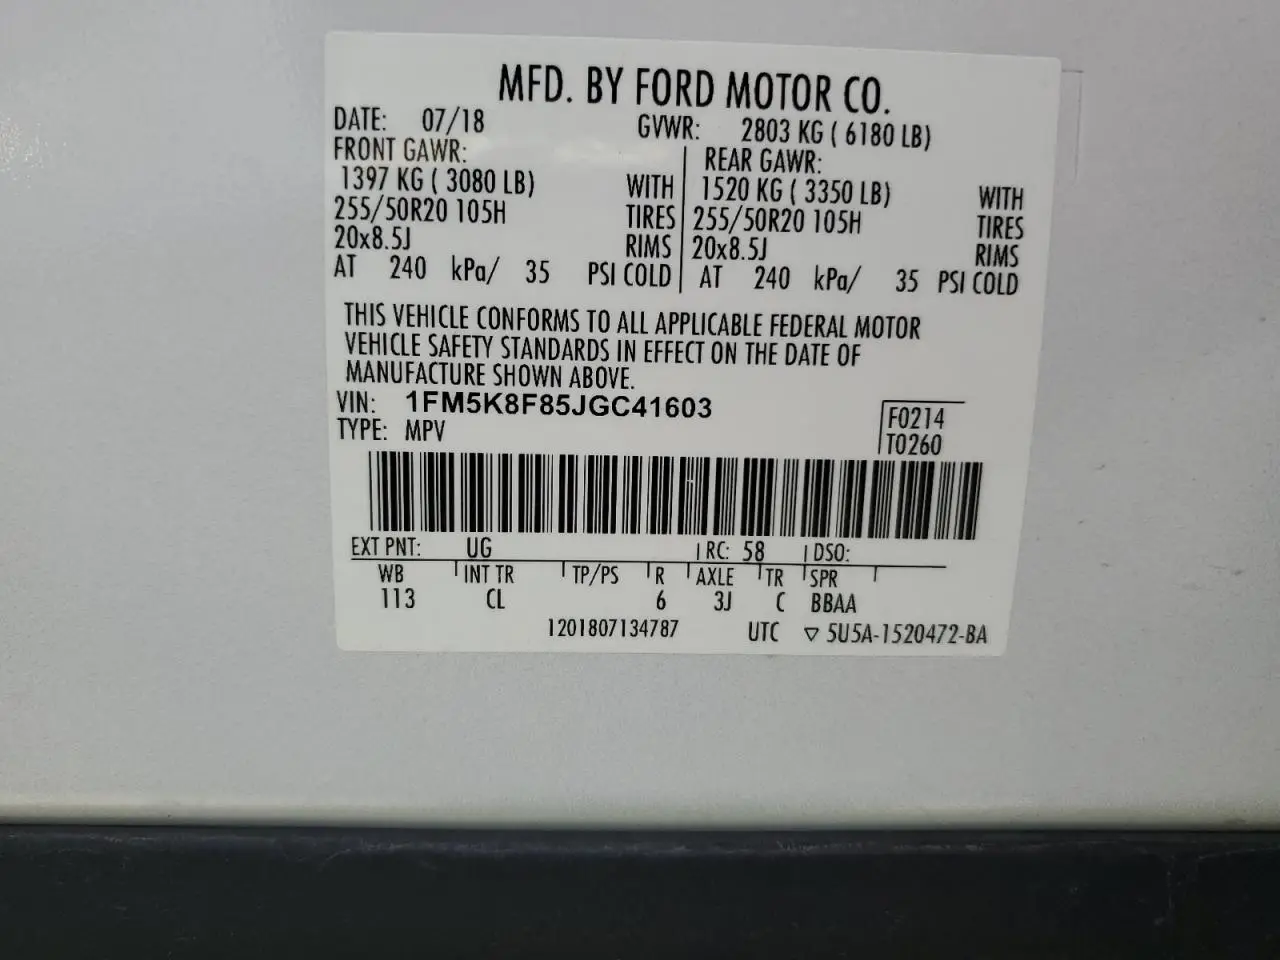 MFD. BY FORD MOTOR CO.
DATE: 07/18 GVWR: 2803 KG ( 6180 LB)
FRONT GAWR: REAR GAWR:
1397 KG ( 3080 LB) WITH 1520 KG ( 3350 LB) WITH
255/50R20 105H TIRES 255/50R20 105H TIRES
20x8.5J RIMS 20x8.5J RIMS
AT 240 kPa/ 35 PSI COLD AT 240 kPa/ 35 PSI COLD
THIS VEHICLE CONFORMS TO ALL APPLICABLE FEDERAL MOTOR
VEHICLE SAFETY STANDARDS IN EFFECT ON THE DATE OF
MANUFACTURE SHOWN ABOVE.
VIN: 1FM5K8F85JGC41603 F0214
TYPE: MPV T0260
EXT PNT: UG RC: 58 DSO:
WB INT TR TP/PS R AXLE TR SPR
113 CL 6 3J C BBAA
1201807134787 UTC ▽ 5U5A-1520472-BA